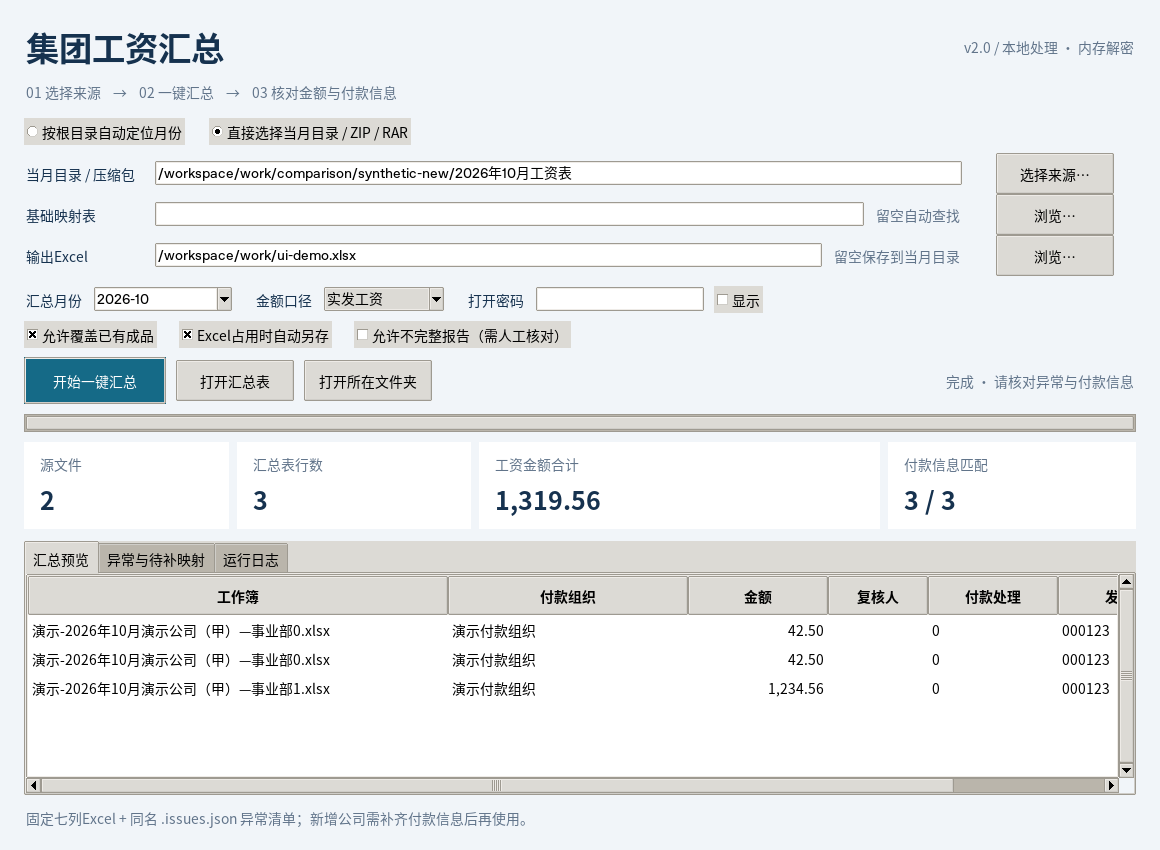 集团工资汇总
v2.0 / 本地处理 · 内存解密
01 选择来源 → 02 一键汇总 → 03 核对金额与付款信息
按根目录自动定位月份 直接选择当月目录 / ZIP / RAR
当月目录 / 压缩包 /workspace/work/comparison/synthetic-new/2026年10月工资表 选择来源…
基础映射表 留空自动查找 浏览…
输出Excel /workspace/work/ui-demo.xlsx 留空保存到当月目录 浏览…
汇总月份 2026-10 金额口径 实发工资 打开密码 显示
允许覆盖已有成品 Excel占用时自动另存 允许不完整报告（需人工核对）
开始一键汇总 打开汇总表 打开所在文件夹 完成 · 请核对异常与付款信息
源文件 汇总表行数 工资金额合计 付款信息匹配
2 3 1,319.56 3 / 3
汇总预览 异常与待补映射 运行日志
工作簿 付款组织 金额 复核人 付款处理
演示-2026年10月演示公司（甲）—事业部0.xlsx 演示付款组织 42.50 0 000123
演示-2026年10月演示公司（甲）—事业部0.xlsx 演示付款组织 42.50 0 000123
演示-2026年10月演示公司（甲）—事业部1.xlsx 演示付款组织 1,234.56 0 000123
固定七列Excel + 同名 .issues.json 异常清单；新增公司需补齐付款信息后再使用。